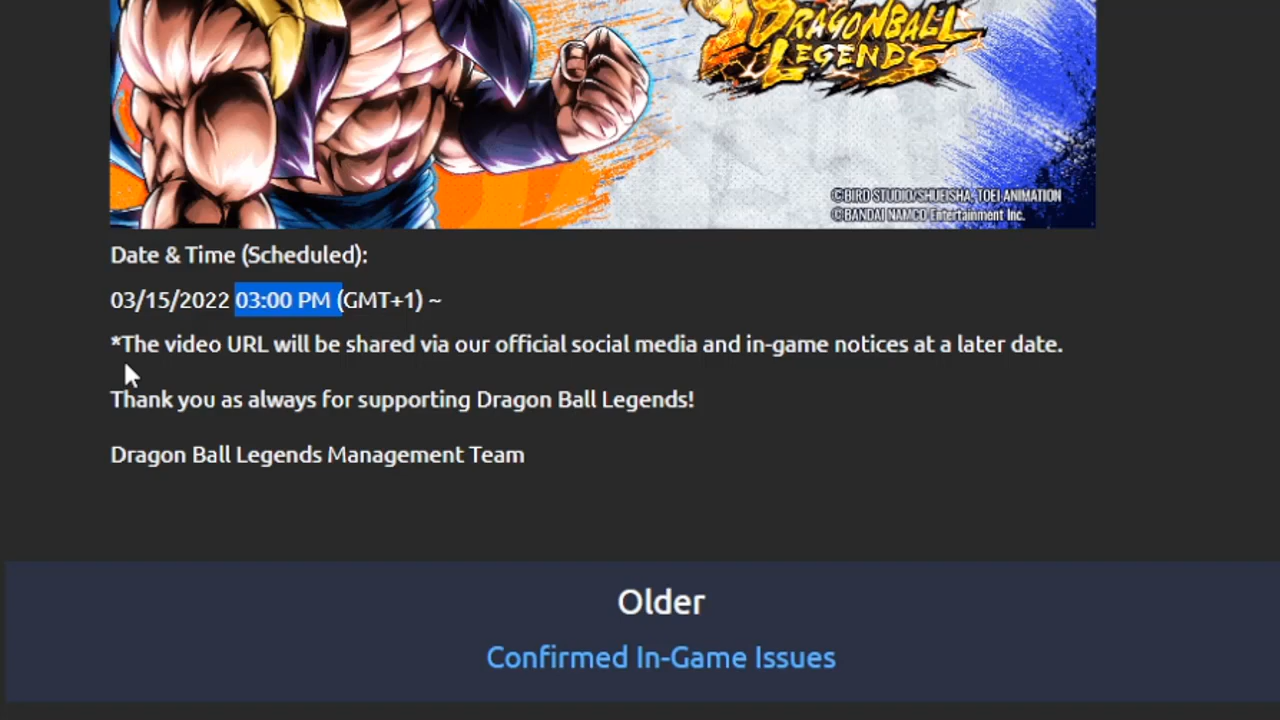 DRAGONBALL
LEGENDS
©BIRD STUDIO/SHUEISHA, TOEI ANIMATION
©BANDAI NAMCO Entertainment Inc.
Date & Time (Scheduled):
03/15/2022 03:00 PM (GMT+1) ~
*The video URL will be shared via our official social media and in-game notices at a later date.
Thank you as always for supporting Dragon Ball Legends!
Dragon Ball Legends Management Team
Older
Confirmed In-Game Issues